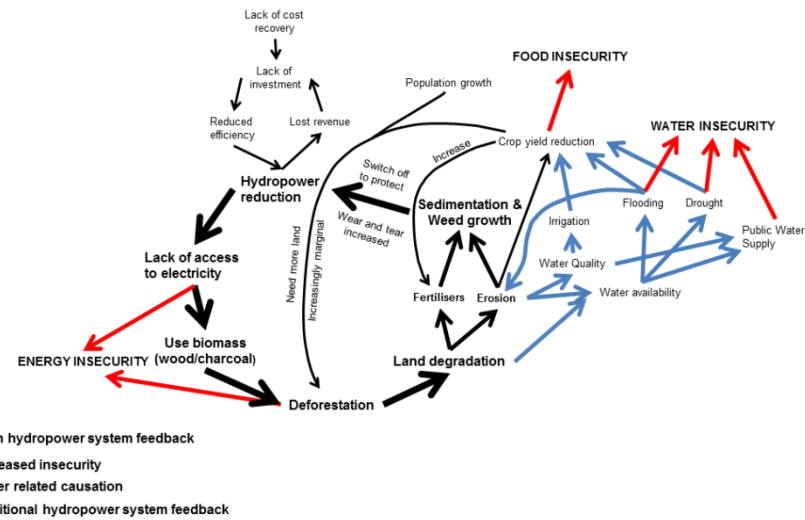 Lack of cost
recovery
Lack of
investment
Reduced
efficiency
Lost revenue
Population growth
FOOD INSECURITY
Crop yield reduction
WATER INSECURITY
Hydropower
reduction
Switch off
to protect
Wear and tear
increased
Increase
Sedimentation &
Weed growth
Irrigation
Flooding
Drought
Public Water
Supply
Water Quality
Water availability
Lack of access
to electricity
Need more land
Increasingly marginal
Fertilisers
Erosion
Use biomass
(wood/charcoal)
ENERGY INSECURITY
Land degradation
Deforestation
hydropower system feedback
insecurity
related causation
hydropower system feedback